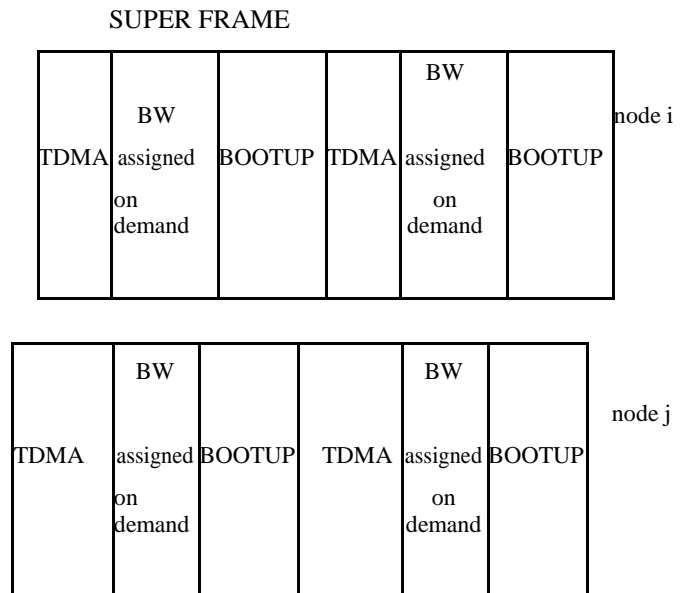 SUPER FRAME
BW
BW
node i
TDMA assigned BOOTUP TDMA assigned BOOTUP
on on
demand demand
BW BW
node j
TDMA assigned BOOTUP TDMA assigned BOOTUP
on on
demand demand